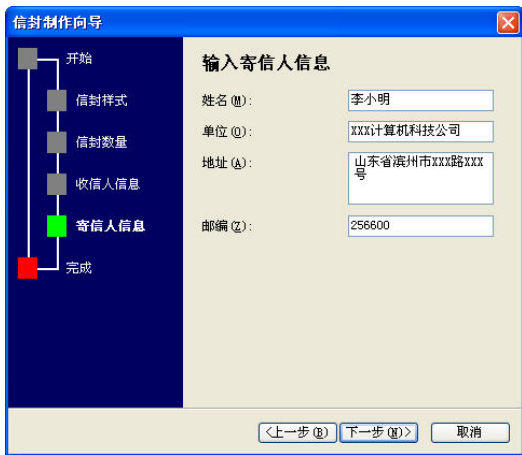 信封制作向导
开始
信封样式
信封数量
收信人信息
寄信人信息
完成
输入寄信人信息
姓名(M):
李小明
单位(O):
XXX计算机科技公司
地址(A):
山东省滨州市XXX路XXX
号
邮编(Z):
256600
<上一步(B)
下一步(N)>
取消